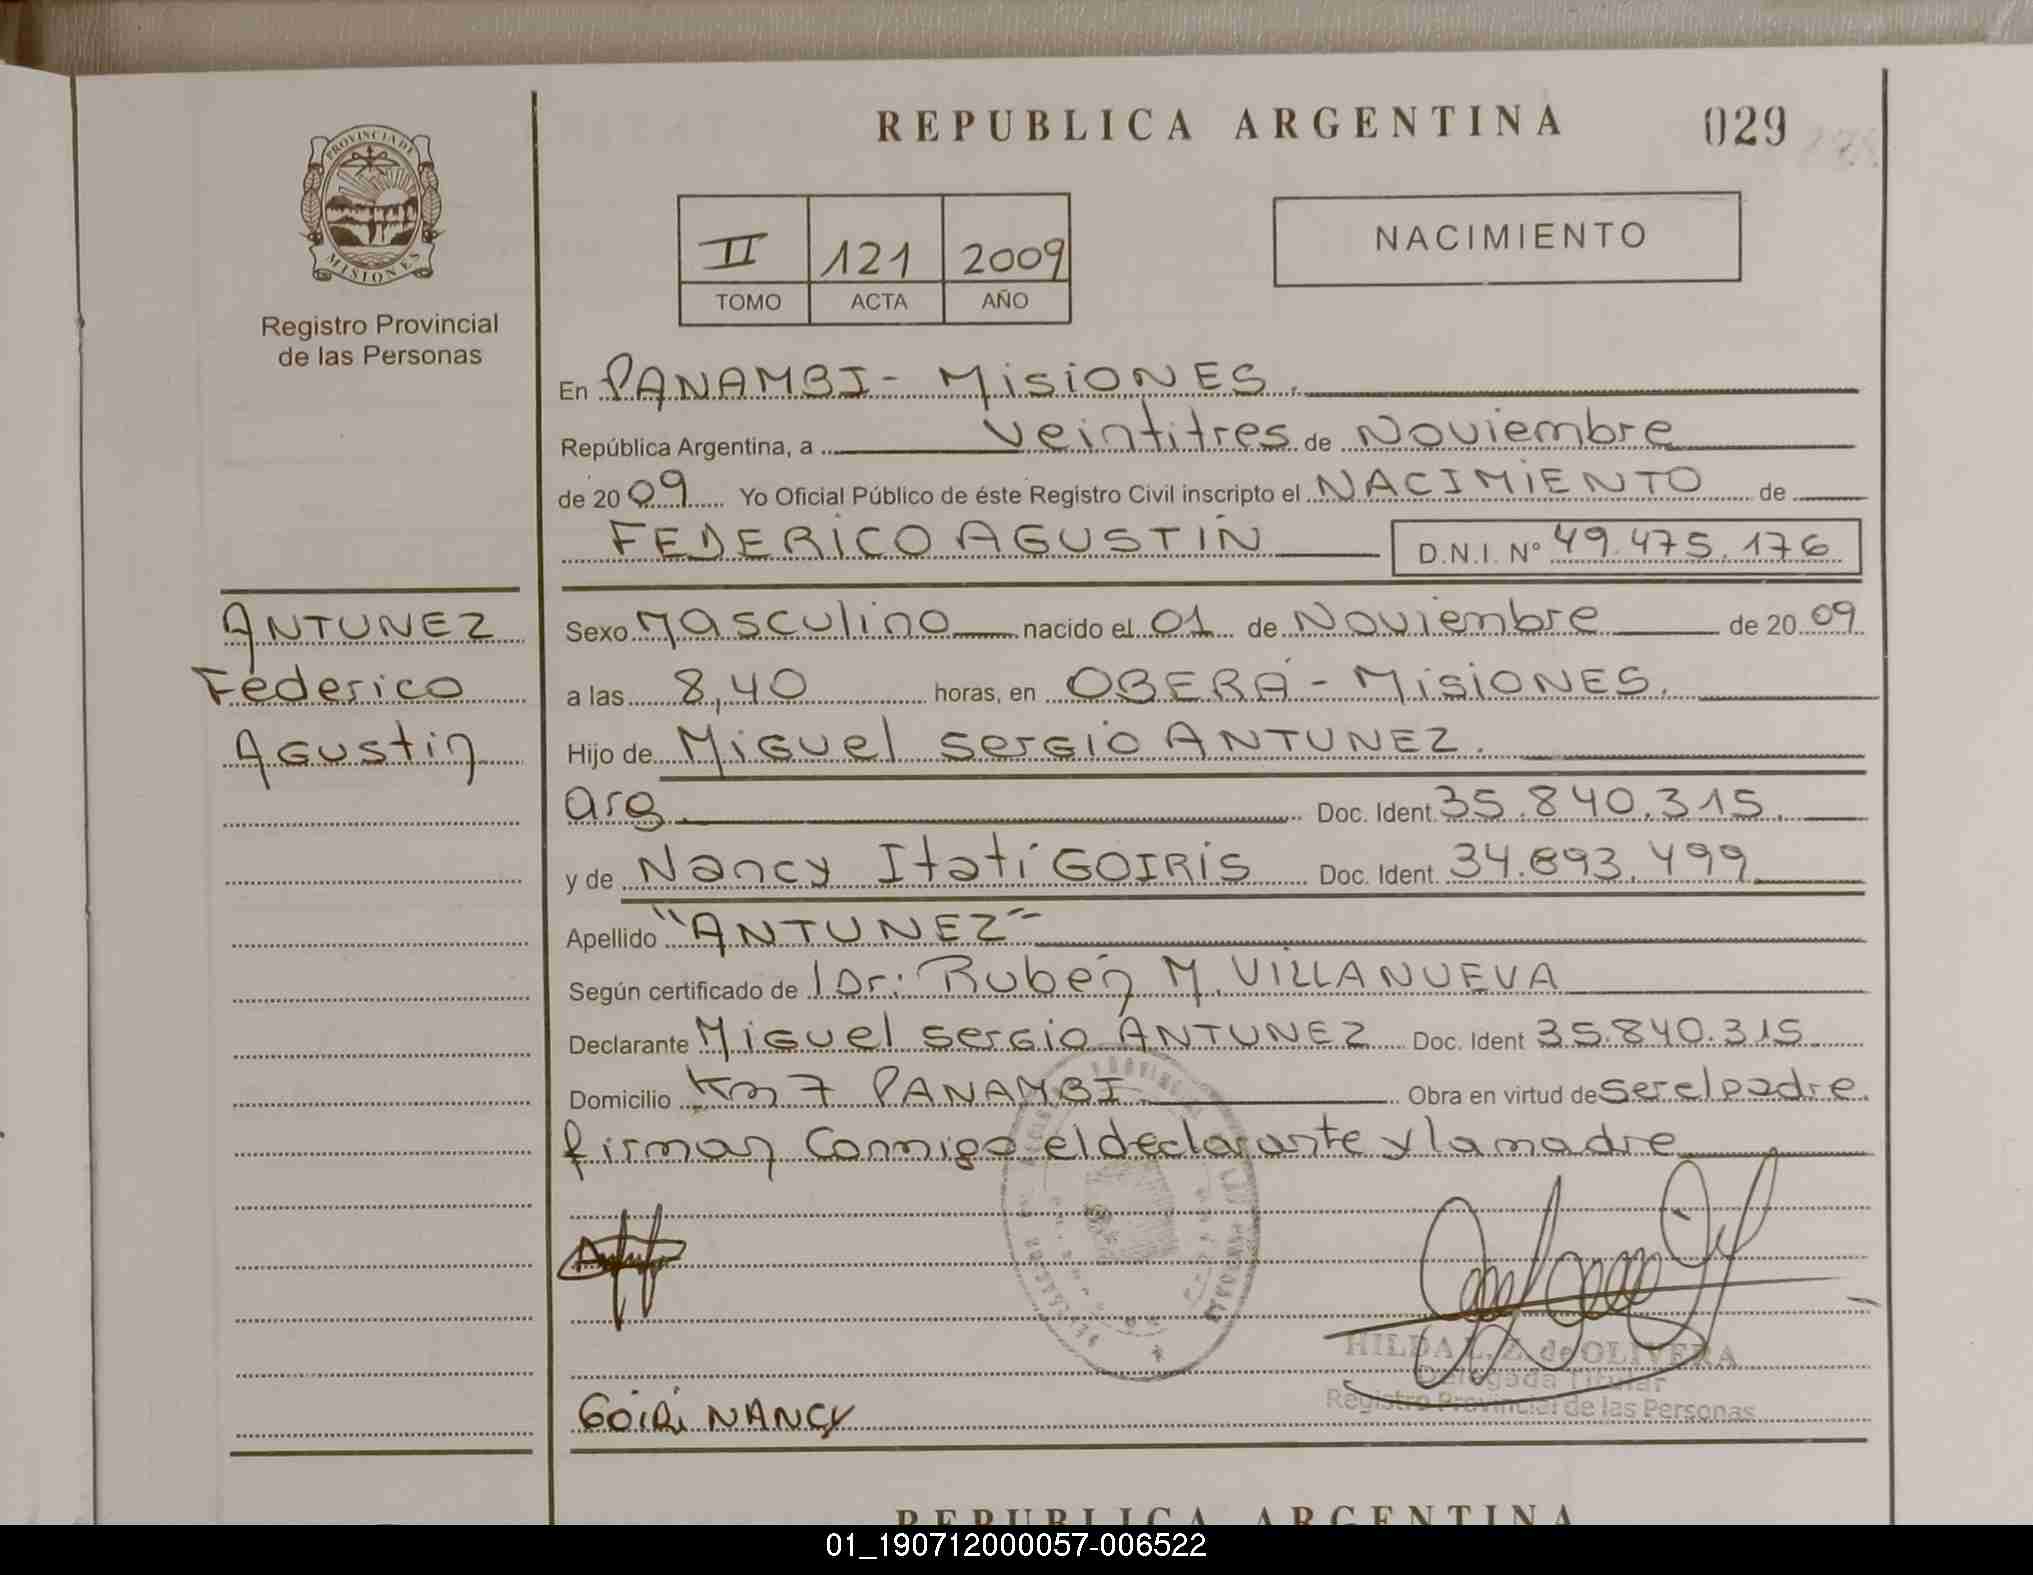 REPUBLICA ARGENTINA
029
PROVINCIA DE MISIONES
Registro Provincial
de las Personas
II 121 2009
TOMO ACTA AÑO
NACIMIENTO
En PANAMBI - MISIONES.
República Argentina, a veintitres de Noviembre
de 2009 Yo Oficial Público de éste Registro Civil inscripto el NACIMIENTO de
FEDERICO AGUSTIN D.N.I. Nº 49.475.176
ANTUNEZ
Federico
Agustin
Sexo Masculino nacido el 01 de Noviembre de 2009
a las 8,40 horas, en OBERÁ - MISIONES.
Hijo de Miguel Sergio ANTUNEZ.
arg Doc. Ident. 35.840.315.
y de Nancy Itatí GOIRIS Doc. Ident. 34.893.499
Apellido "ANTUNEZ"
Según certificado de Dr: Rubén M. VILLANUEVA
Declarante Miguel Sergio ANTUNEZ Doc. Ident 35.840.315
Domicilio Km 7 PANAMBI Obra en virtud de ser el padre.
firman conmigo el declarante y la madre
HILDA L. Z. de OLIVERA
Delegada Titular
Registro Provincial de las Personas
GOIRI NANCY
REPUBLICA ARGENTINA
01_190712000057-006522